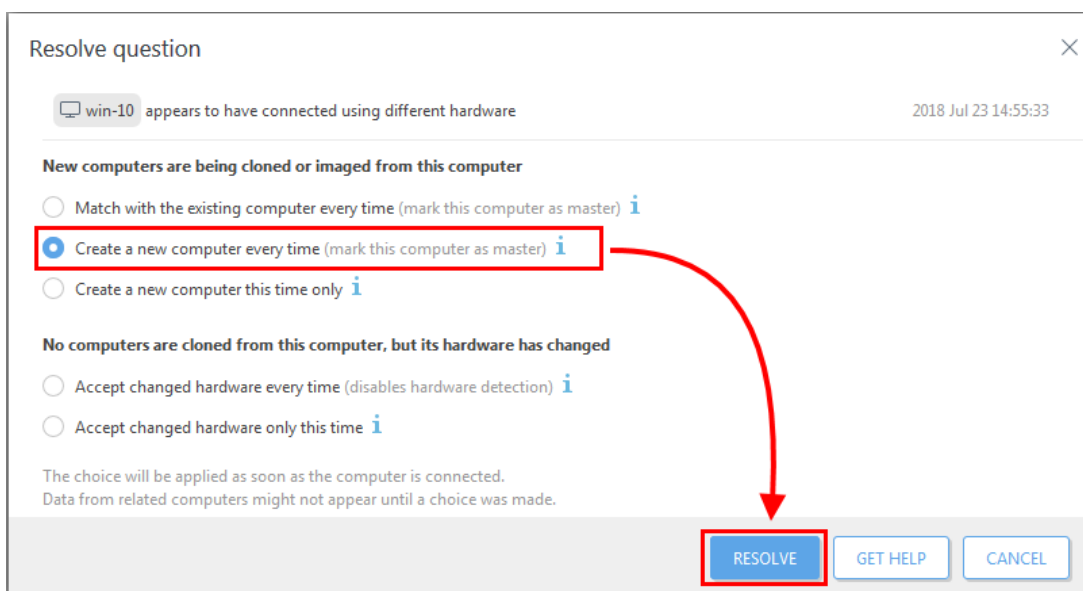 Resolve question
win-10 appears to have connected using different hardware 2018 Jul 23 14:55:33
New computers are being cloned or imaged from this computer
Match with the existing computer every time (mark this computer as master) i
Create a new computer every time (mark this computer as master) i
Create a new computer this time only i
No computers are cloned from this computer, but its hardware has changed
Accept changed hardware every time (disables hardware detection) i
Accept changed hardware only this time i
The choice will be applied as soon as the computer is connected.
Data from related computers might not appear until a choice was made.
RESOLVE GET HELP CANCEL